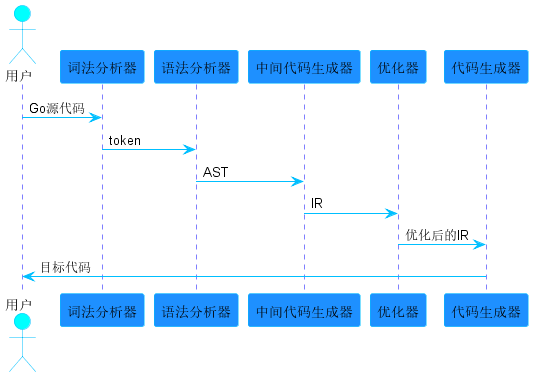 用户
词法分析器
语法分析器
中间代码生成器
优化器
代码生成器
Go源代码
token
AST
IR
优化后的IR
目标代码
用户
词法分析器
语法分析器
中间代码生成器
优化器
代码生成器